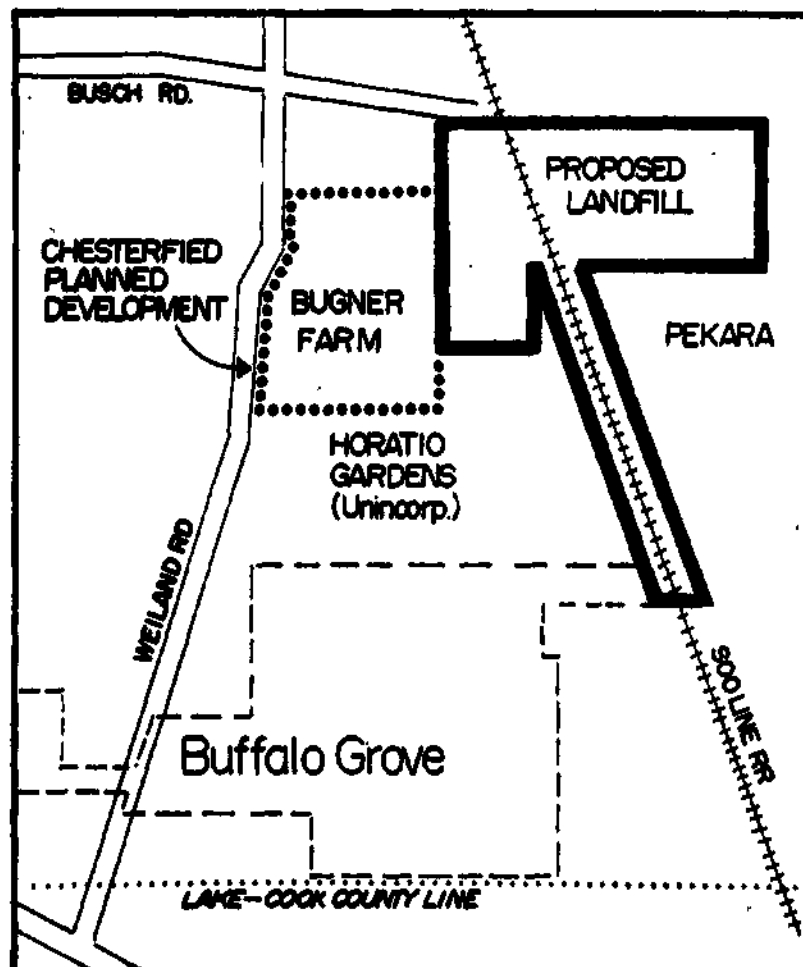 BUSCH RD.
PROPOSED
LANDFILL
CHESTERFIED
PLANNED
DEVELOPMENT
BUGNER
FARM
PEKARA
HORATIO
GARDENS
(Unincorp.)
WEILAND RD
SOO LINE RR
Buffalo Grove
LAKE-COOK COUNTY LINE